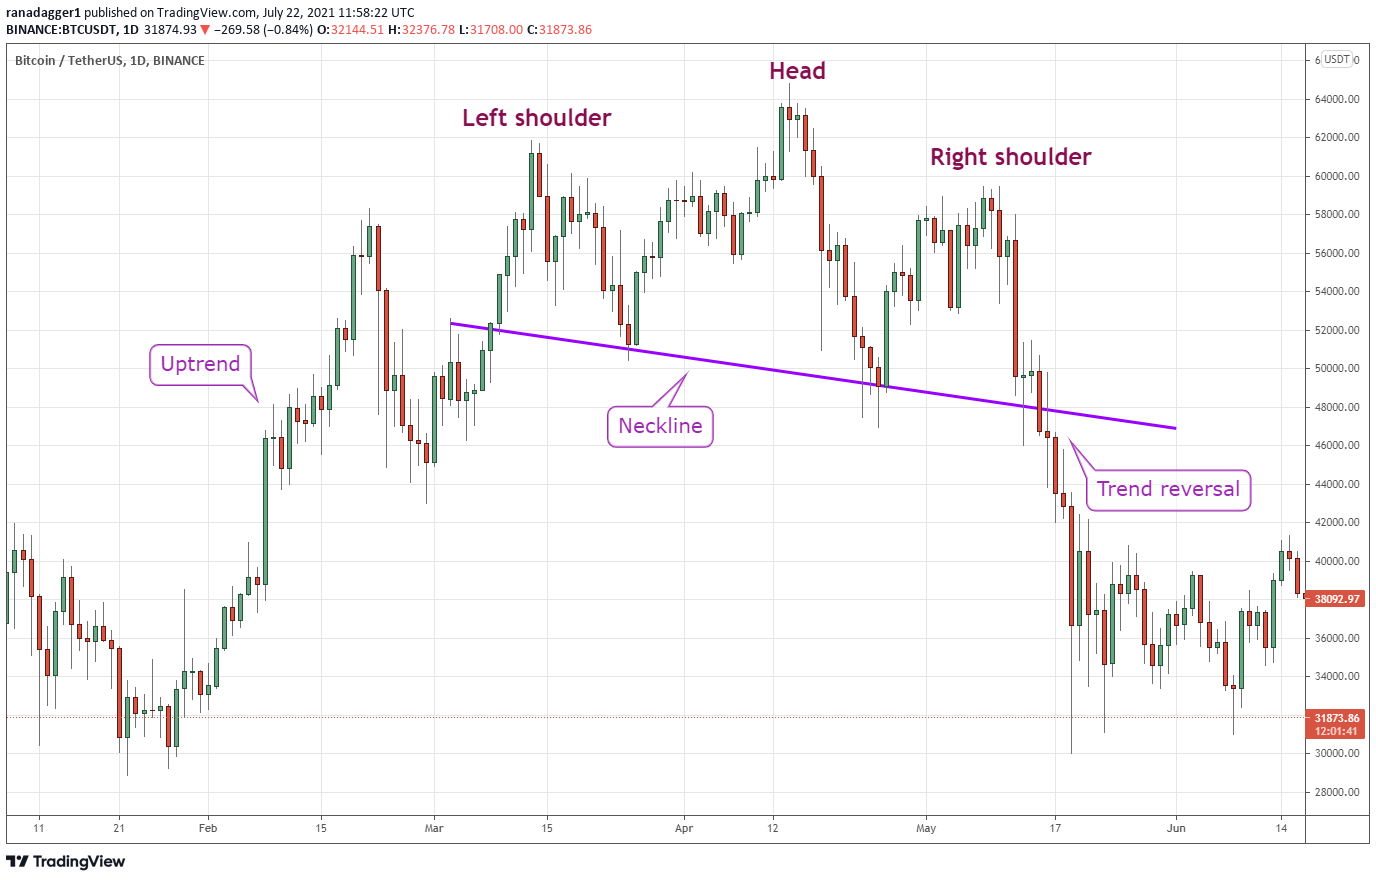 ranadagger1 published on TradingView.com, July 22, 2021 11:58:22 UTC
BINANCE:BTCUSDT, 1D 31874.93 ▼ −269.58 (−0.84%) O:32144.51 H:32376.78 L:31708.00 C:31873.86
Bitcoin / TetherUS, 1D, BINANCE
USDT
Head
64000.00
Left shoulder
62000.00
Right shoulder
60000.00
58000.00
56000.00
54000.00
52000.00
Uptrend
50000.00
48000.00
Neckline
46000.00
Trend reversal
44000.00
42000.00
40000.00
38092.97
36000.00
34000.00
31873.86
12:01:41
30000.00
28000.00
11 21 Feb 15 Mar 15 Apr 12 May 17 Jun 14
TradingView